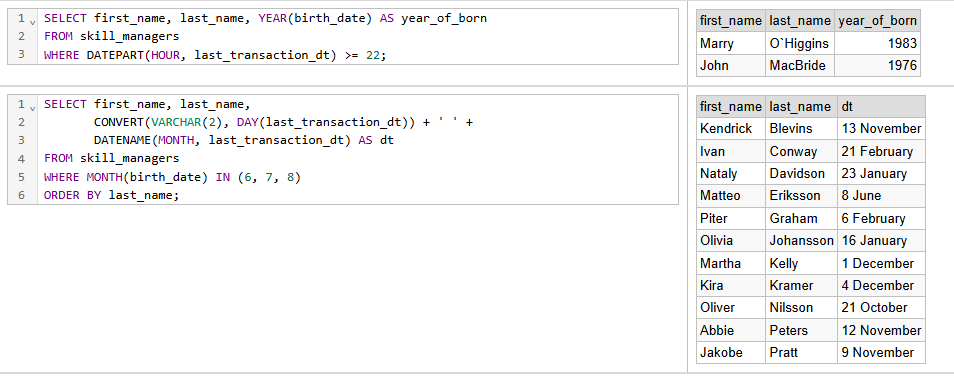 1 SELECT first_name, last_name, YEAR(birth_date) AS year_of_born
2 FROM skill_managers
3 WHERE DATEPART(HOUR, last_transaction_dt) >= 22;
first_name last_name year_of_born
Marry O`Higgins 1983
John MacBride 1976
1 SELECT first_name, last_name,
2 CONVERT(VARCHAR(2), DAY(last_transaction_dt)) + ' ' +
3 DATENAME(MONTH, last_transaction_dt) AS dt
4 FROM skill_managers
5 WHERE MONTH(birth_date) IN (6, 7, 8)
6 ORDER BY last_name;
first_name last_name dt
Kendrick Blevins 13 November
Ivan Conway 21 February
Nataly Davidson 23 January
Matteo Eriksson 8 June
Piter Graham 6 February
Olivia Johansson 16 January
Martha Kelly 1 December
Kira Kramer 4 December
Oliver Nilsson 21 October
Abbie Peters 12 November
Jakobe Pratt 9 November